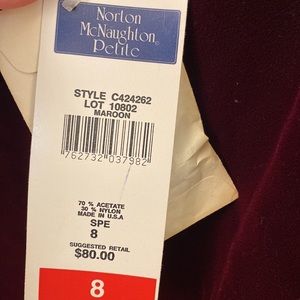 Norton
McNaughton®
Petite
STYLE C424262
LOT 10802
MAROON
762732 037982
70 % ACETATE
30 % NYLON
MADE IN U.S.A
SPE
8
SUGGESTED RETAIL
$80.00
8